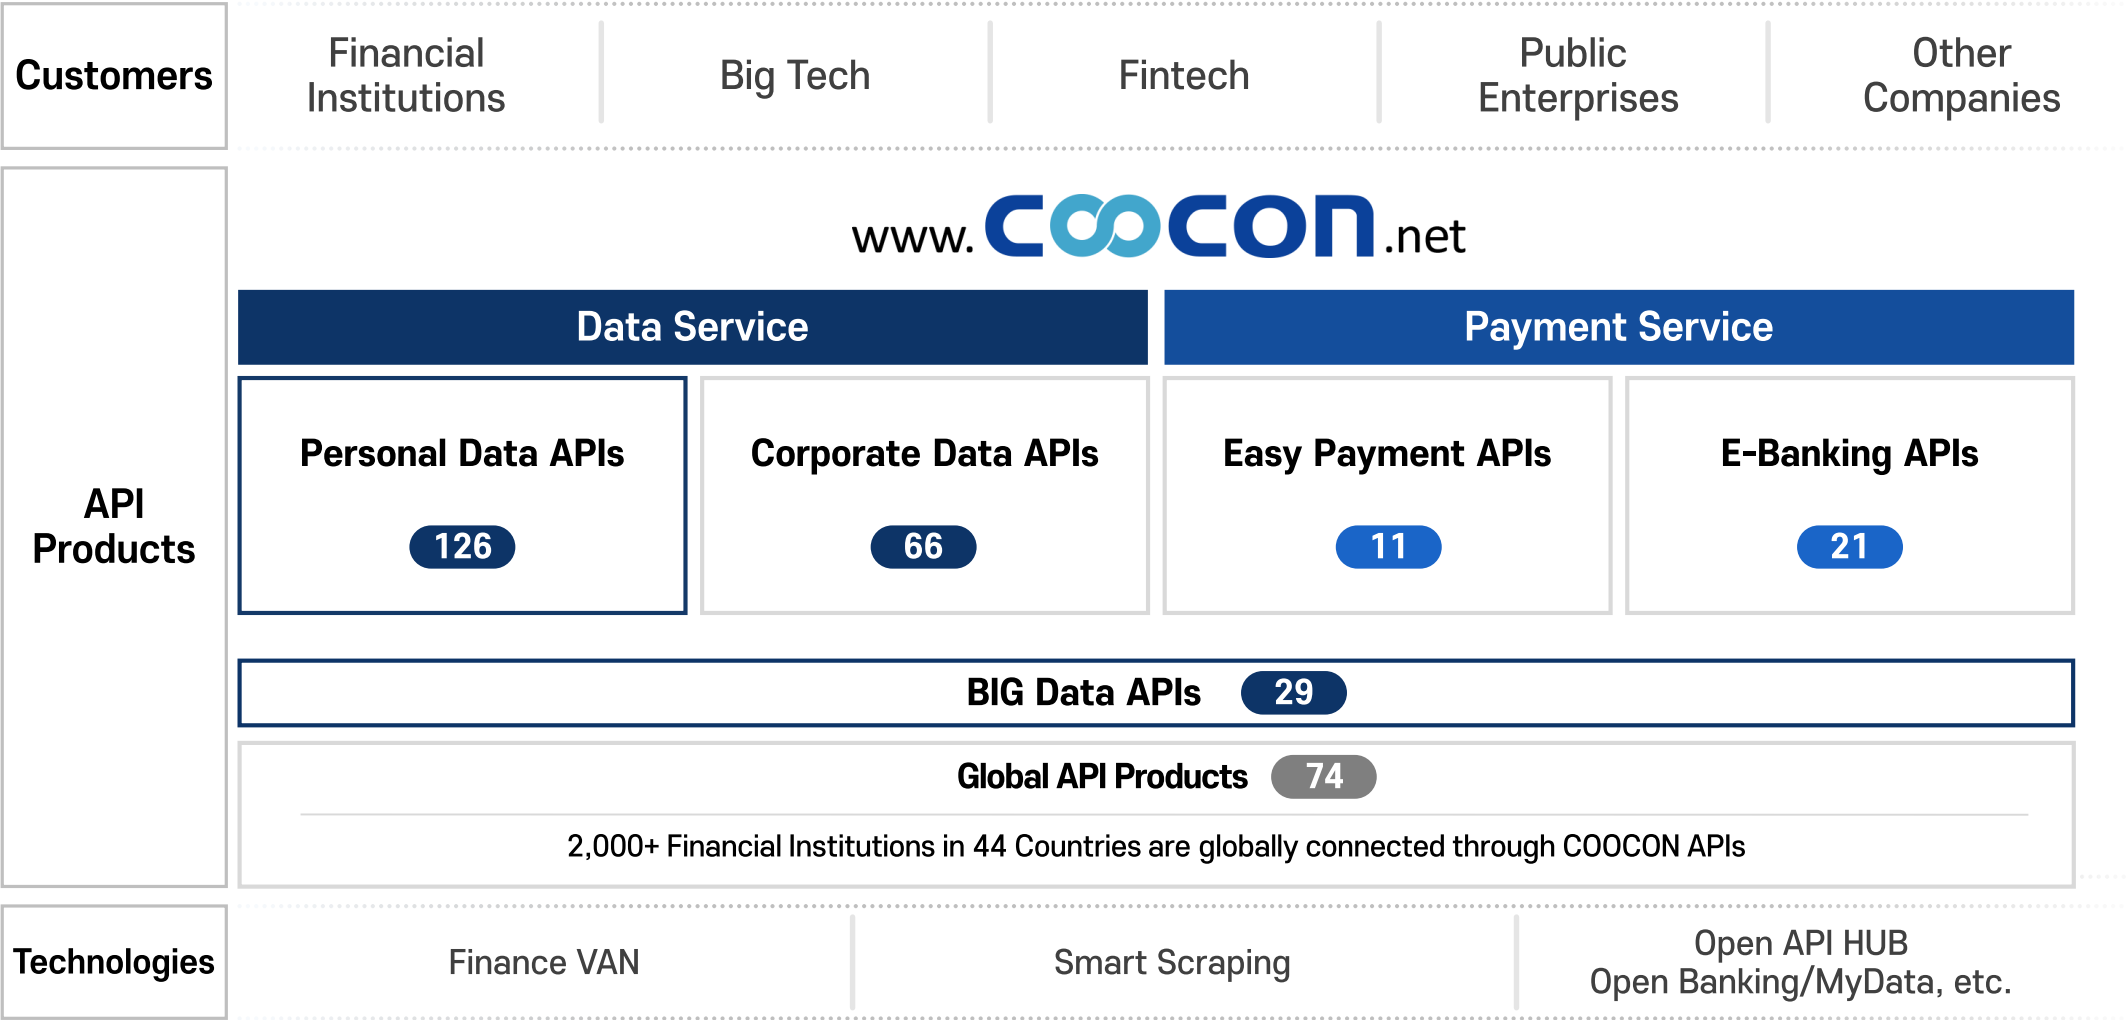 Customers
Financial
Institutions
Big Tech
Fintech
Public
Enterprises
Other
Companies
API
Products
www.coocon.net
Data Service
Payment Service
Personal Data APIs
126
Corporate Data APIs
66
Easy Payment APIs
11
E-Banking APIs
21
BIG Data APIs 29
Global API Products 74
2,000+ Financial Institutions in 44 Countries are globally connected through COOCON APIs
Technologies
Finance VAN
Smart Scraping
Open API HUB
Open Banking/MyData, etc.